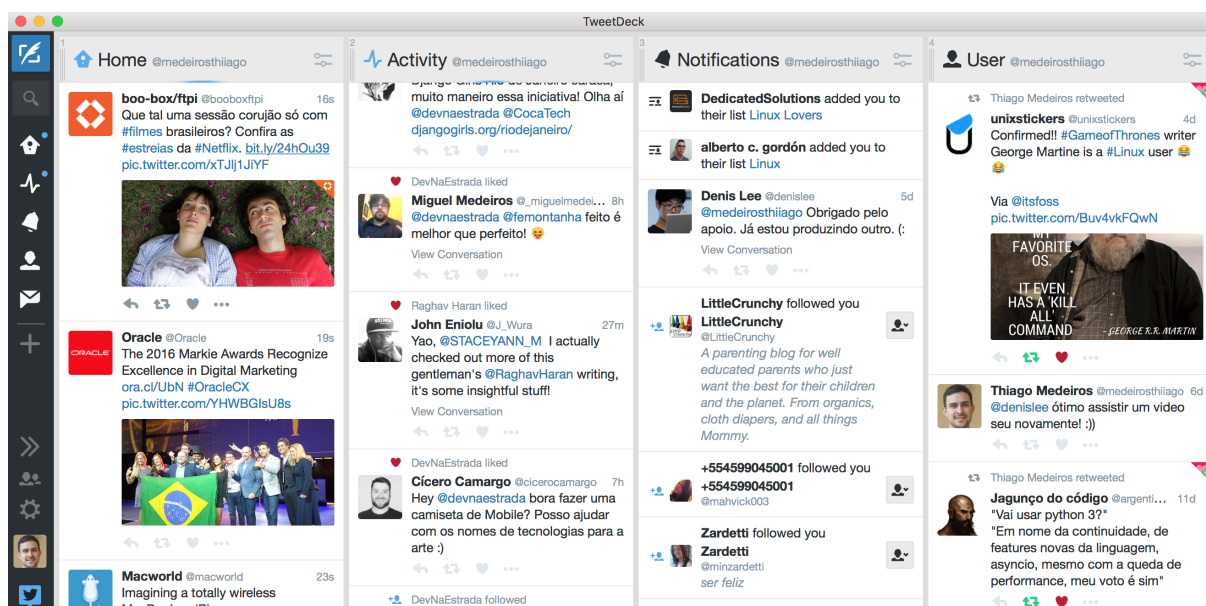 TweetDeck
1
Home @medeirosthiiago
boo-box/ftpi @booboxftpi 16s
Que tal uma sessão corujão só com
#filmes brasileiros? Confira as
#estreias da #Netflix. bit.ly/24hOu39
pic.twitter.com/xTJlj1JiYF
ORACLE
Oracle @Oracle 19s
The 2016 Markie Awards Recognize
Excellence in Digital Marketing
ora.cl/UbN #OracleCX
pic.twitter.com/YHWBGIsU8s
Macworld @macworld 23s
Imagining a totally wireless
2
Activity @medeirosthiiago
muito maneiro essa iniciativa! Olha aí
@devnaestrada @CocaTech
djangogirls.org/riodejaneiro/
DevNaEstrada liked
Miguel Medeiros @_miguelmedei... 8h
@devnaestrada @femontanha feito é
melhor que perfeito! 😝
View Conversation
Raghav Haran liked
John Eniolu @J_Wura 27m
Yao, @STACEYANN_M I actually
checked out more of this
gentleman's @RaghavHaran writing,
it's some insightful stuff!
View Conversation
DevNaEstrada liked
Cícero Camargo @cicerocamargo 7h
Hey @devnaestrada bora fazer uma
camiseta de Mobile? Posso ajudar
com os nomes de tecnologias para a
arte :)
DevNaEstrada followed
3
Notifications @medeirosthiiago
DedicatedSolutions added you to
their list Linux Lovers
alberto c. gordón added you to
their list Linux
Denis Lee @denislee 5d
@medeirosthiiago Obrigado pelo
apoio. Já estou produzindo outro. (:
View Conversation
LittleCrunchy followed you
LittleCrunchy
@LittleCrunchy
A parenting blog for well
educated parents who just
want the best for their children
and the planet. From organics,
cloth diapers, and all things
Mommy.
+554599045001 followed you
+554599045001
@mahvick003
Zardetti followed you
Zardetti
@minzardetti
ser feliz
4
User @medeirosthiiago
Thiago Medeiros retweeted
unixstickers @unixstickers 4d
Confirmed!! #GameofThrones writer
George Martine is a #Linux user 😂
😂
Via @itsfoss
pic.twitter.com/Buv4vkFQwN
MY
FAVORITE
OS.
IT EVEN
HAS A 'KILL
ALL'
COMMAND
- GEORGE R.R. MARTIN
Thiago Medeiros @medeirosthiiago 6d
@denislee ótimo assistir um video
seu novamente! :))
Thiago Medeiros retweeted
Jagunço do código @argenti... 11d
"Vai usar python 3?"
"Em nome da continuidade, de
features novas da linguagem,
asyncio, mesmo com a queda de
performance, meu voto é sim"